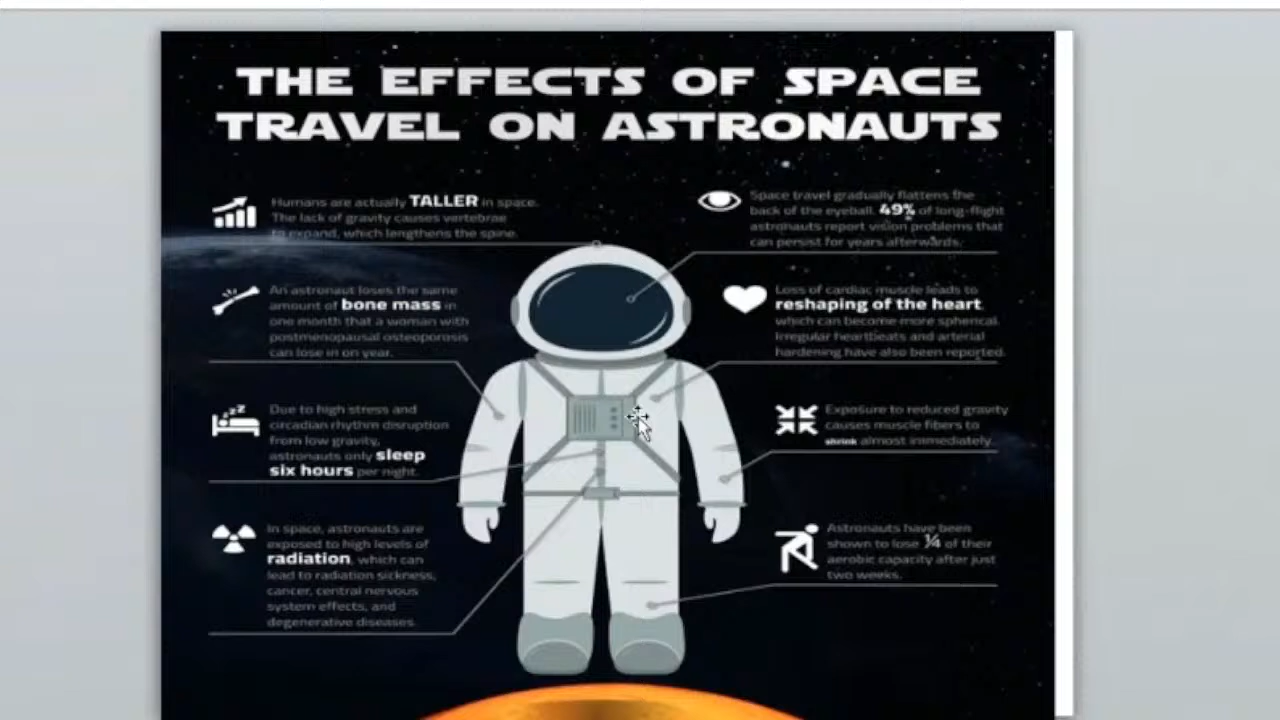 THE EFFECTS OF SPACE
TRAVEL ON ASTRONAUTS
Humans are actually TALLER in space.
The lack of gravity causes vertebrae
to expand, which lengthens the spine.
An astronaut loses the same
amount of bone mass in
one month that a woman with
postmenopausal osteoporosis
can lose in on year.
Due to high stress and
circadian rhythm disruption
from low gravity,
astronauts only sleep
six hours per night.
In space, astronauts are
exposed to high levels of
radiation, which can
lead to radiation sickness,
cancer, central nervous
system effects, and
degenerative diseases.
Space travel gradually flattens the
back of the eyeball. 49% of long-flight
astronauts report vision problems that
can persist for years afterwards.
Loss of cardiac muscle leads to
reshaping of the heart,
which can become more spherical.
Irregular heartbeats and arterial
hardening have also been reported.
Exposure to reduced gravity
causes muscle fibers to
shrink almost immediately.
Astronauts have been
shown to lose ¼ of their
aerobic capacity after just
two weeks.